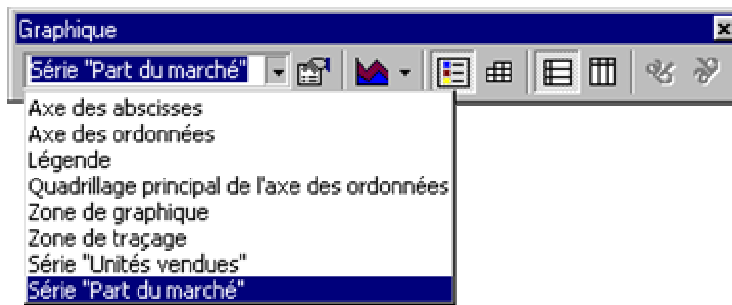 Graphique
Série "Part du marché"
Axe des abscisses
Axe des ordonnées
Légende
Quadrillage principal de l'axe des ordonnées
Zone de graphique
Zone de traçage
Série "Unités vendues"
Série "Part du marché"